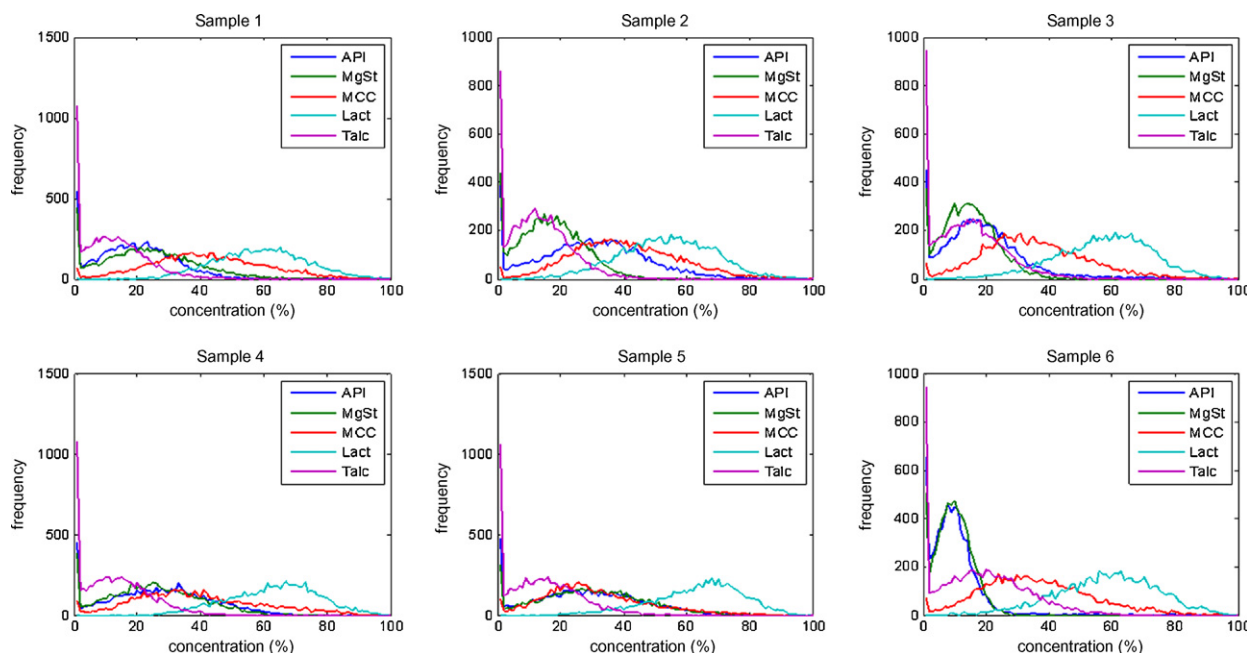 Sample 1
1500
1000
500
0
frequency
API
MgSt
MCC
Lact
Talc
0 20 40 60 80 100
concentration (%)
Sample 2
1000
800
600
400
200
0
frequency
API
MgSt
MCC
Lact
Talc
0 20 40 60 80 100
concentration (%)
Sample 3
1000
800
600
400
200
0
frequency
API
MgSt
MCC
Lact
Talc
0 20 40 60 80 100
concentration (%)
Sample 4
1500
1000
500
0
frequency
API
MgSt
MCC
Lact
Talc
0 20 40 60 80 100
concentration (%)
Sample 5
1500
1000
500
0
frequency
API
MgSt
MCC
Lact
Talc
0 20 40 60 80 100
concentration (%)
Sample 6
1000
800
600
400
200
0
frequency
API
MgSt
MCC
Lact
Talc
0 20 40 60 80 100
concentration (%)